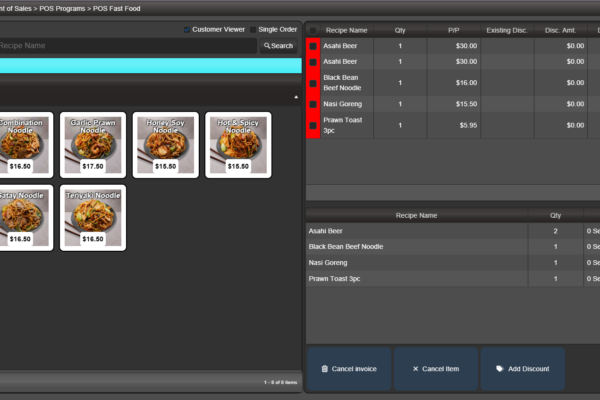 nt of Sales > POS Programs > POS Fast Food
Customer Viewer Single Order
Recipe Name Search
Combination Noodle
$16.50
Garlic Prawn Noodle
$17.50
Honey Soy Noodle
$15.50
Hot & Spicy Noodle
$15.50
Satay Noodle
$16.50
Teriyaki Noodle
$16.50
1 - 6 of 6 items
Recipe Name Qty P/P Existing Disc. Disc. Amt.
Asahi Beer 1 $30.00 $0.00
Asahi Beer 1 $30.00 $0.00
Black Bean
Beef Noodle 1 $16.00 $0.00
Nasi Goreng 1 $15.50 $0.00
Prawn Toast
3pc 1 $5.95 $0.00
Recipe Name Qty
Asahi Beer 2 0 Se
Black Bean Beef Noodle 1 0 Se
Nasi Goreng 1 0 Se
Prawn Toast 3pc 1 0 Se
Cancel invoice Cancel Item Add Discount